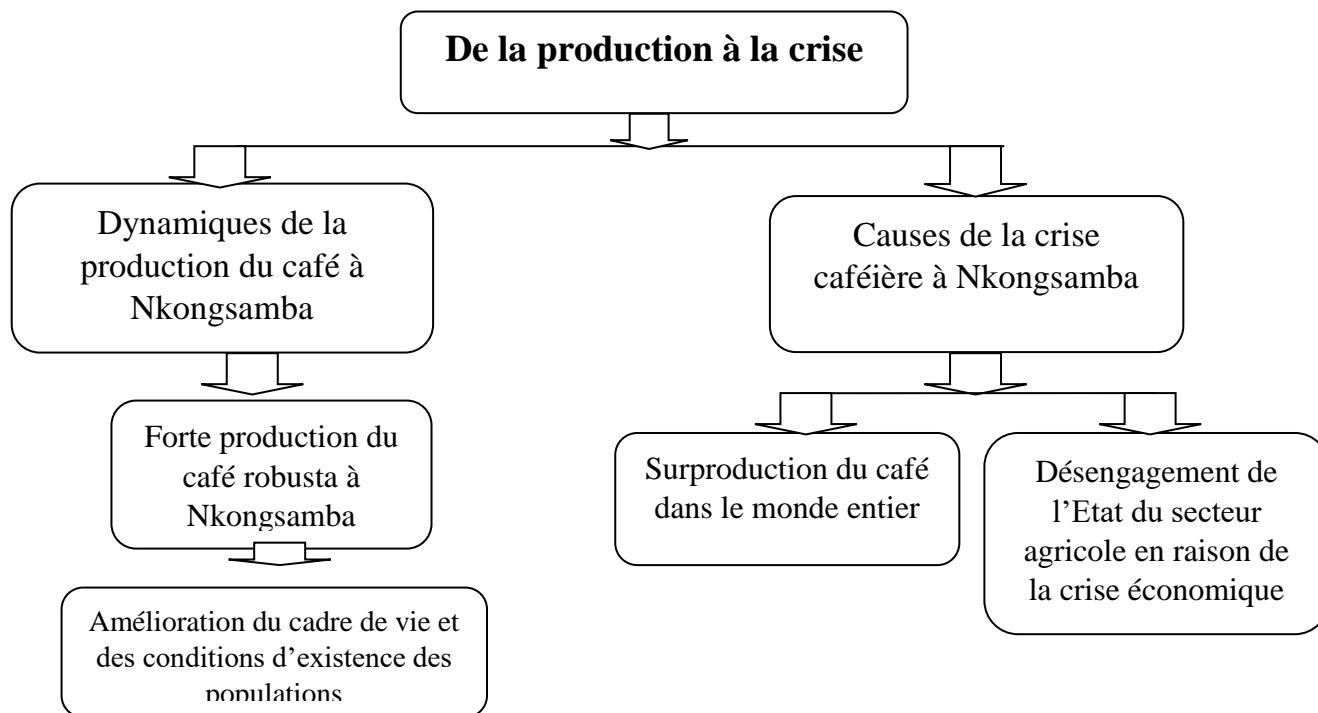 De la production à la crise
Dynamiques de la
production du café à
Nkongsamba
Causes de la crise
caféière à Nkongsamba
Forte production du
café robusta à
Nkongsamba
Surproduction du café
dans le monde entier
Désengagement de
l’Etat du secteur
agricole en raison de
la crise économique
Amélioration du cadre de vie et
des conditions d’existence des
populations